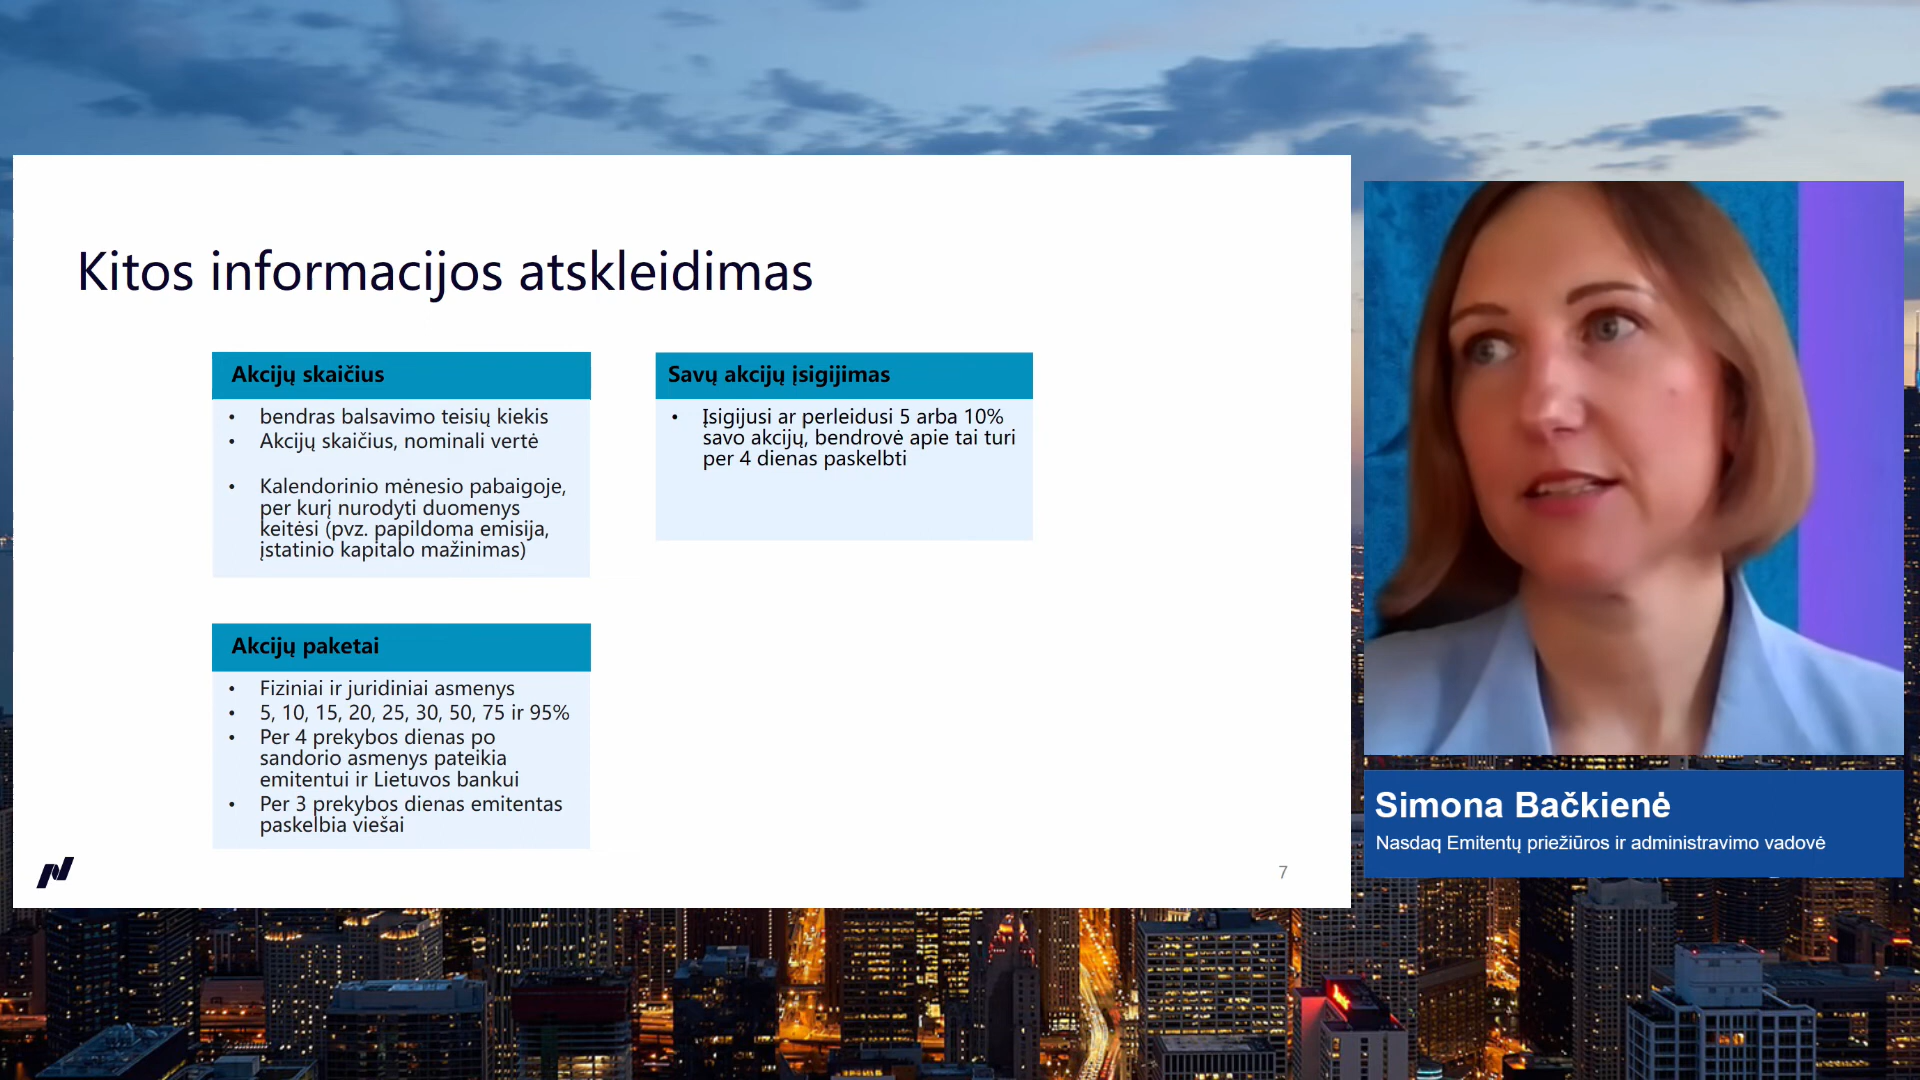 Kitos informacijos atskleidimas
Akcijų skaičius
• bendras balsavimo teisių kiekis
• Akcijų skaičius, nominali vertė
• Kalendorinio mėnesio pabaigoje,
per kurį nurodyti duomenys
keitėsi (pvz. papildoma emisija,
įstatinio kapitalo mažinimas)
Savų akcijų įsigijimas
• Įsigijusi ar perleidusi 5 arba 10%
savo akcijų, bendrovė apie tai turi
per 4 dienas paskelbti
Akcijų paketai
• Fiziniai ir juridiniai asmenys
• 5, 10, 15, 20, 25, 30, 50, 75 ir 95%
• Per 4 prekybos dienas po
sandorio asmenys pateikia
emitentui ir Lietuvos bankui
• Per 3 prekybos dienas emitentas
paskelbia viešai
7
Simona Bačkienė
Nasdaq Emitentų priežiūros ir administravimo vadovė